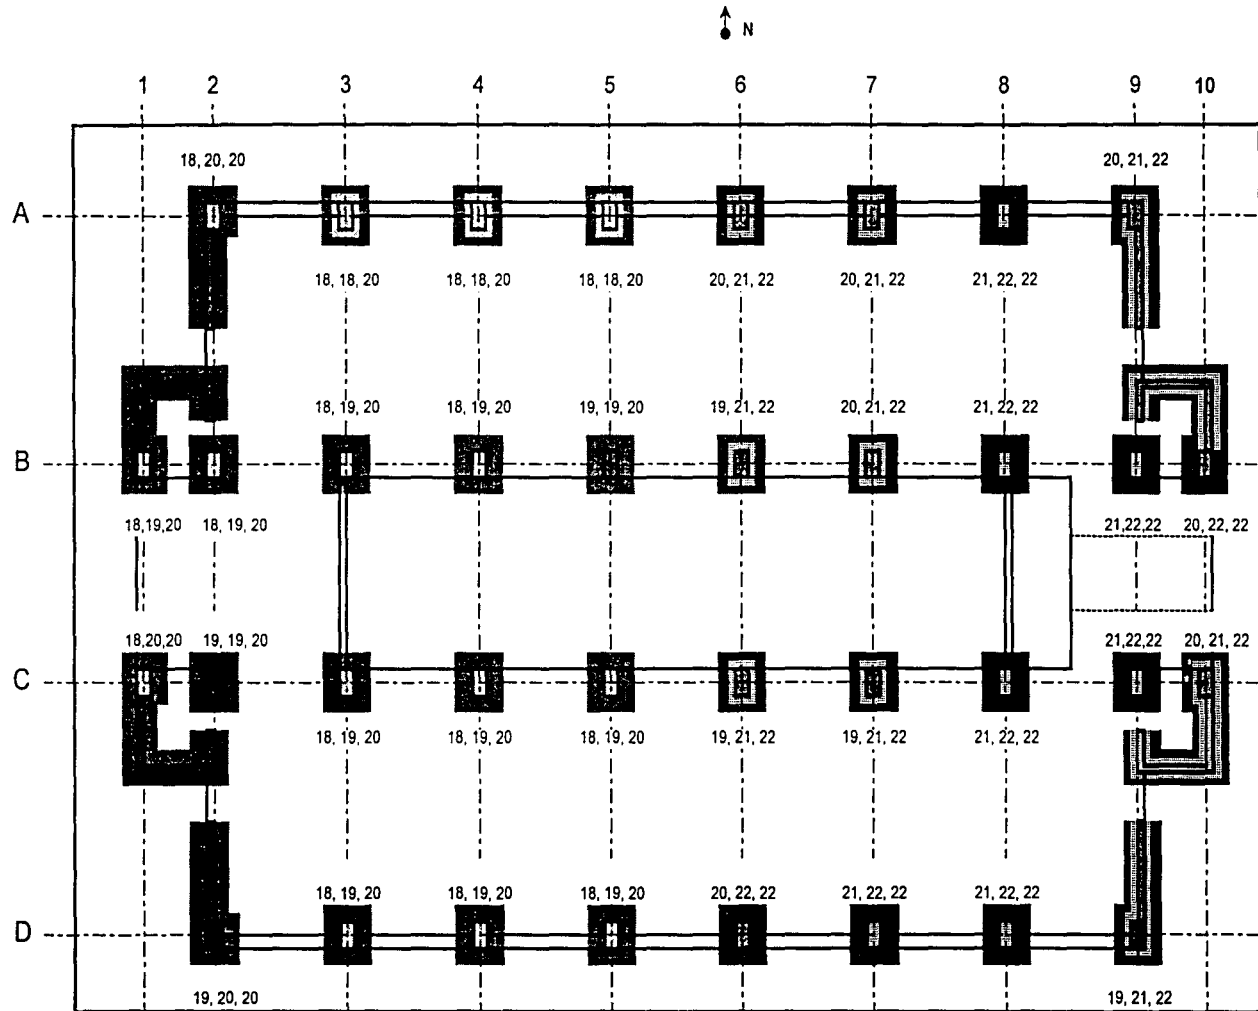 N
1 2 3 4 5 6 7 8 9 10
18, 20, 20 20, 21, 22
A
18, 18, 20 18, 18, 20 18, 18, 20 20, 21, 22 20, 21, 22 21, 22, 22
18, 19, 20 18, 19, 20 19, 19, 20 19, 21, 22 20, 21, 22 21, 22, 22
B
18,19,20 18, 19, 20 21,22,22 20, 22, 22
18,20,20 19, 19, 20 21,22,22 20, 21, 22
C
18, 19, 20 18, 19, 20 18, 19, 20 19, 21, 22 19, 21, 22 21, 22, 22
18, 19, 20 18, 19, 20 18, 19, 20 20, 22, 22 21, 22, 22 21, 22, 22
D
19, 20, 20 19, 21, 22